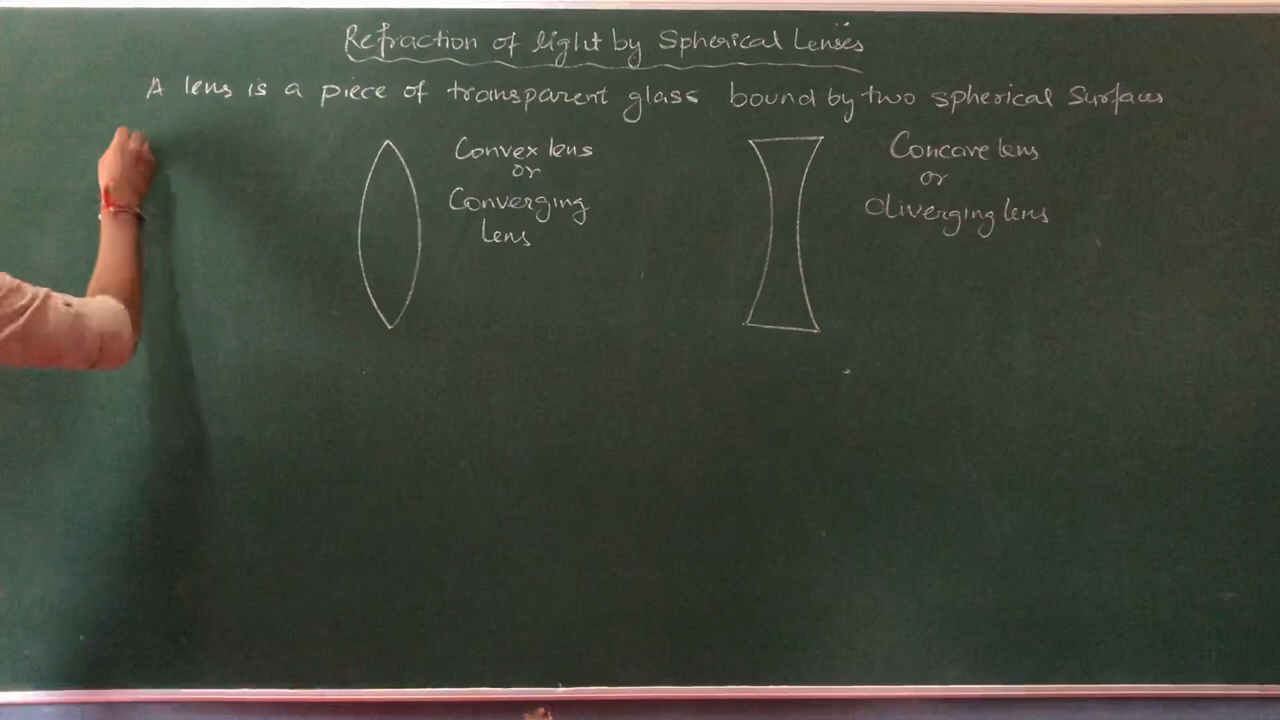 Refraction of light by Spherical Lenses
A lens is a piece of transparent glass bound by two spherical Surfaces
Convex lens
or
Converging
lens
Concave lens
or
Diverging lens